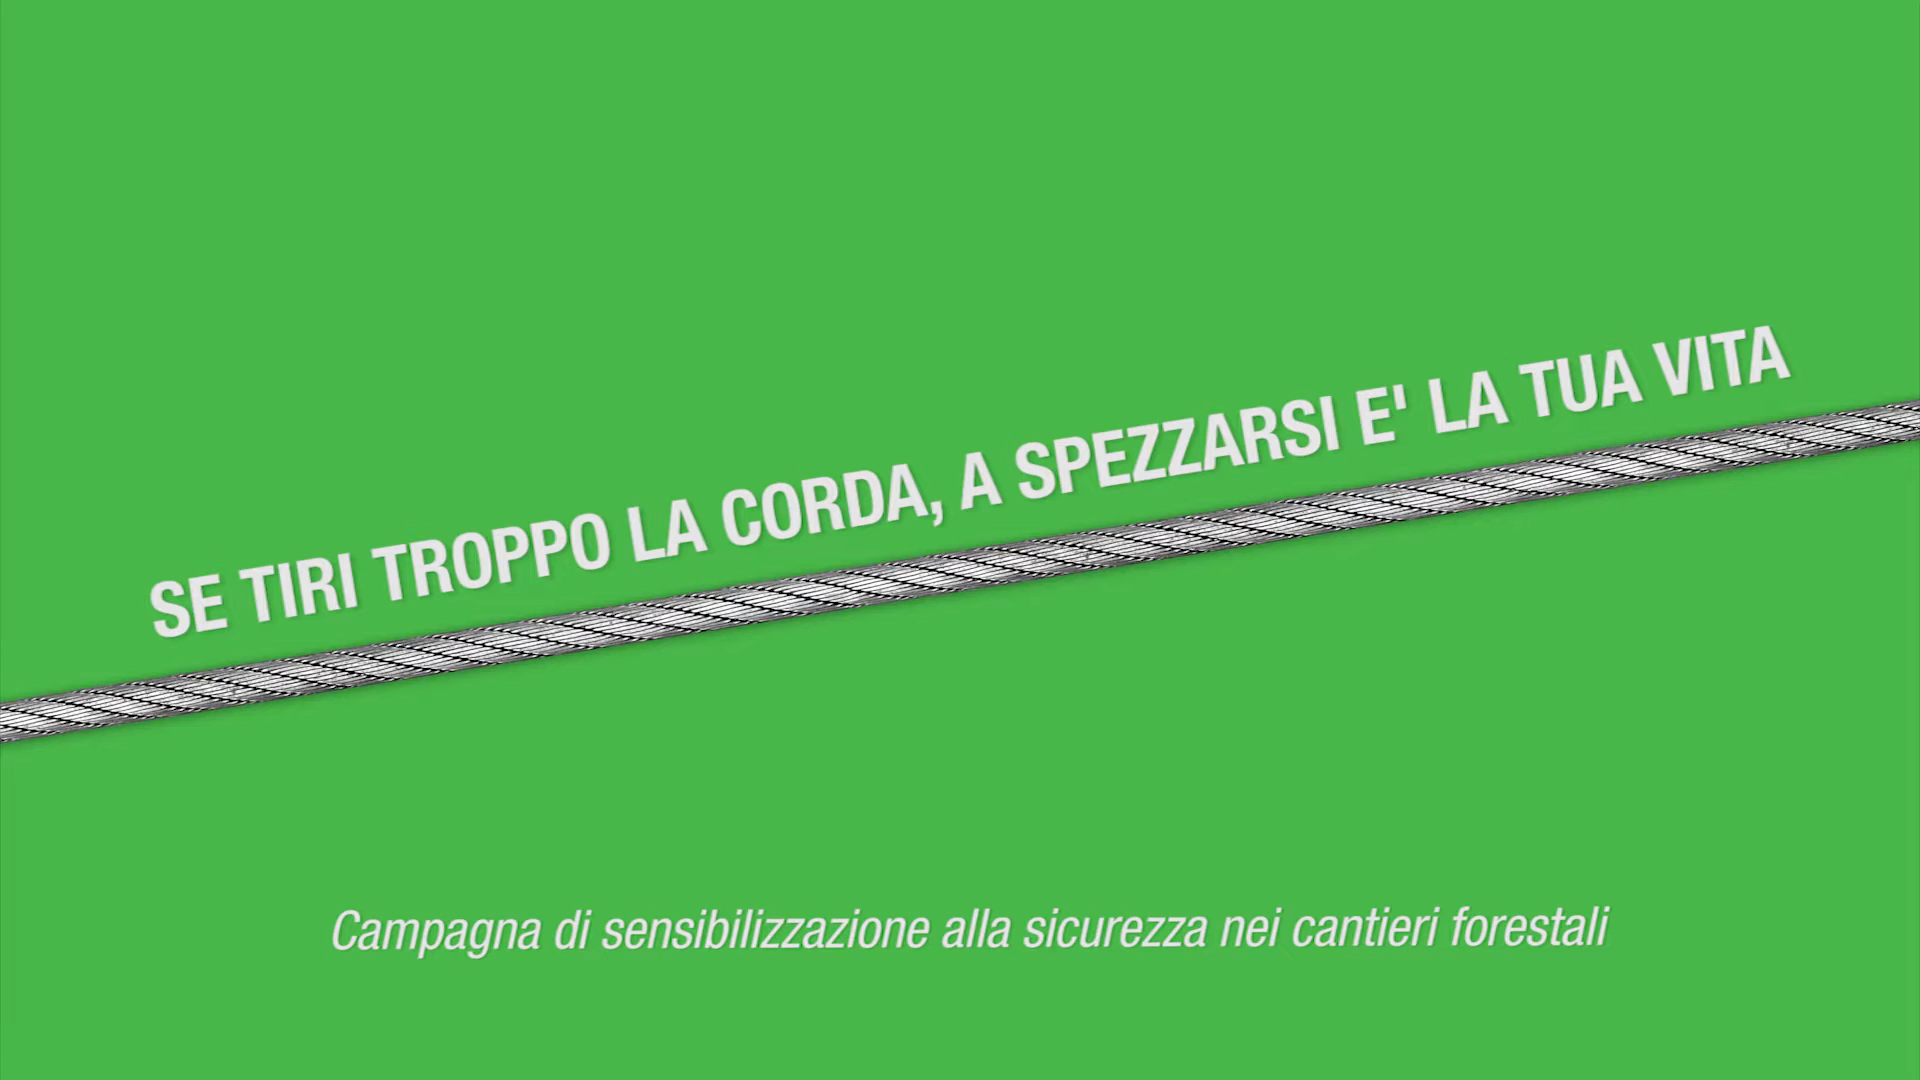 SE TIRI TROPPO LA CORDA, A SPEZZARSI E' LA TUA VITA
Campagna di sensibilizzazione alla sicurezza nei cantieri forestali